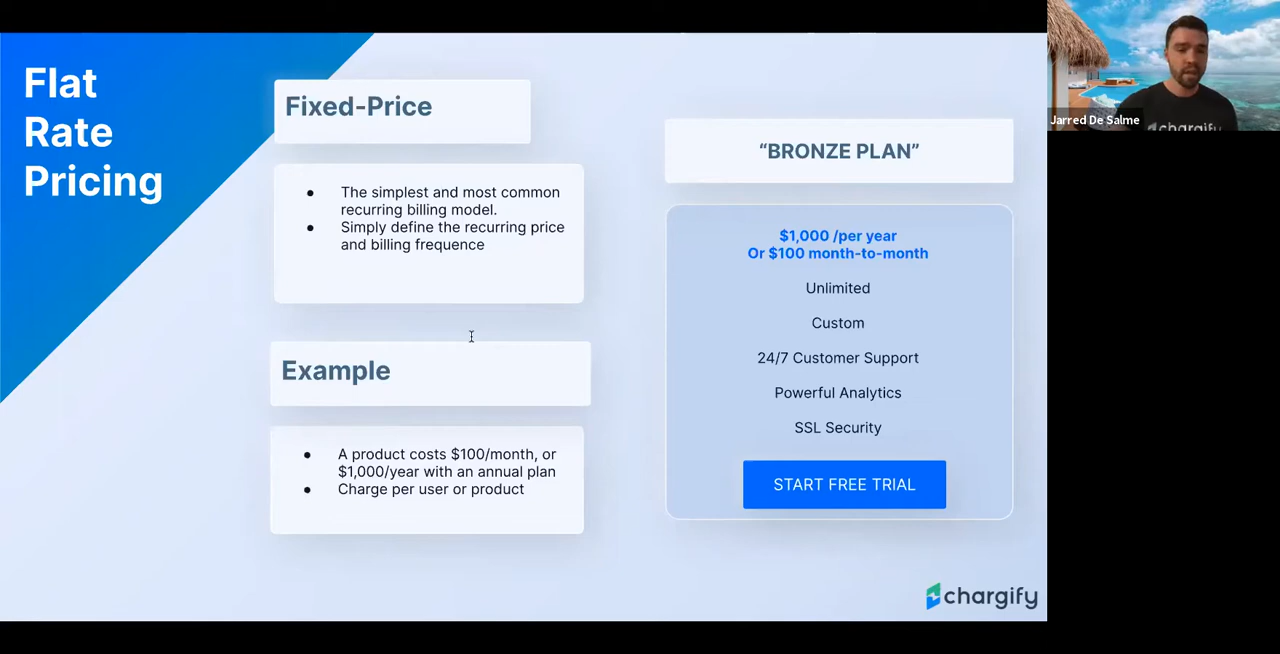 Flat
Rate
Pricing
Fixed-Price
● The simplest and most common
recurring billing model.
● Simply define the recurring price
and billing frequence
Example
● A product costs $100/month, or
$1,000/year with an annual plan
● Charge per user or product
“BRONZE PLAN”
$1,000 /per year
Or $100 month-to-month
Unlimited
Custom
24/7 Customer Support
Powerful Analytics
SSL Security
START FREE TRIAL
chargify
Jarred De Salme
chargify